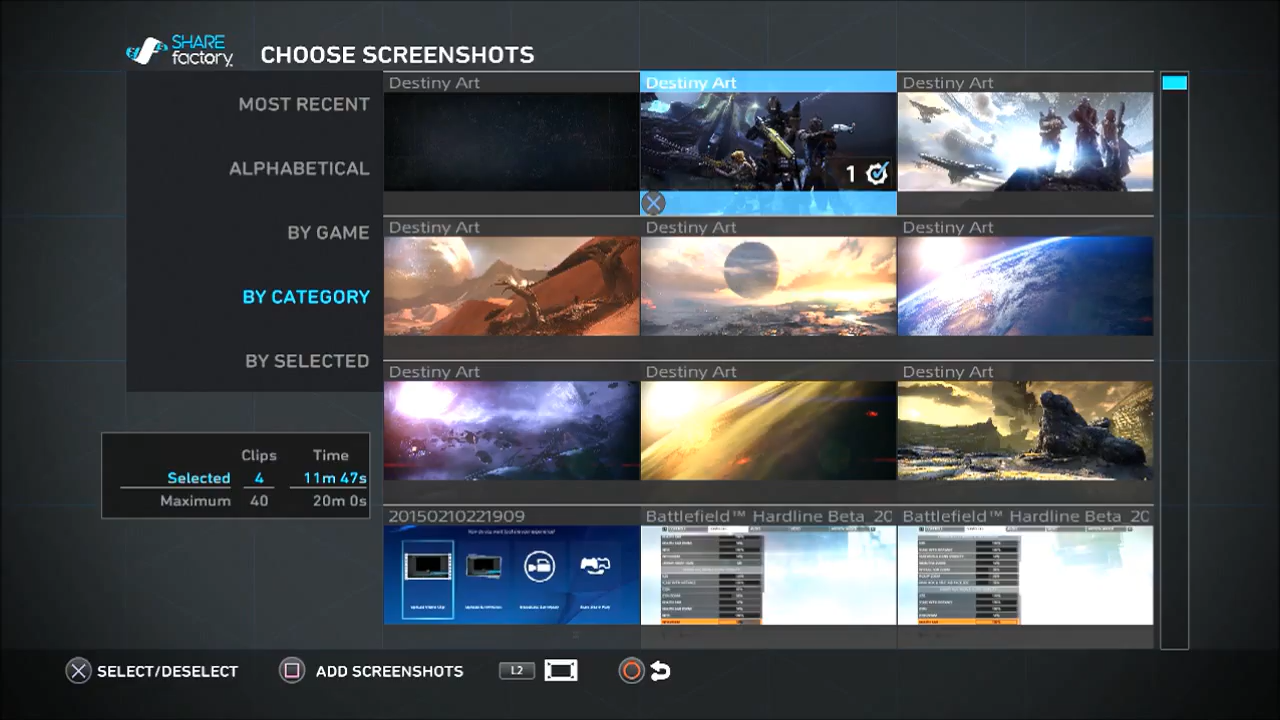 SHARE
factory™
CHOOSE SCREENSHOTS
MOST RECENT
ALPHABETICAL
BY GAME
BY CATEGORY
BY SELECTED
Clips Time
Selected 4 11m 47s
Maximum 40 20m 0s
Destiny Art Destiny Art Destiny Art
1
Destiny Art Destiny Art Destiny Art
Destiny Art Destiny Art Destiny Art
20150210221909 Battlefield™ Hardline Beta_20 Battlefield™ Hardline Beta_20
SELECT/DESELECT ADD SCREENSHOTS L2